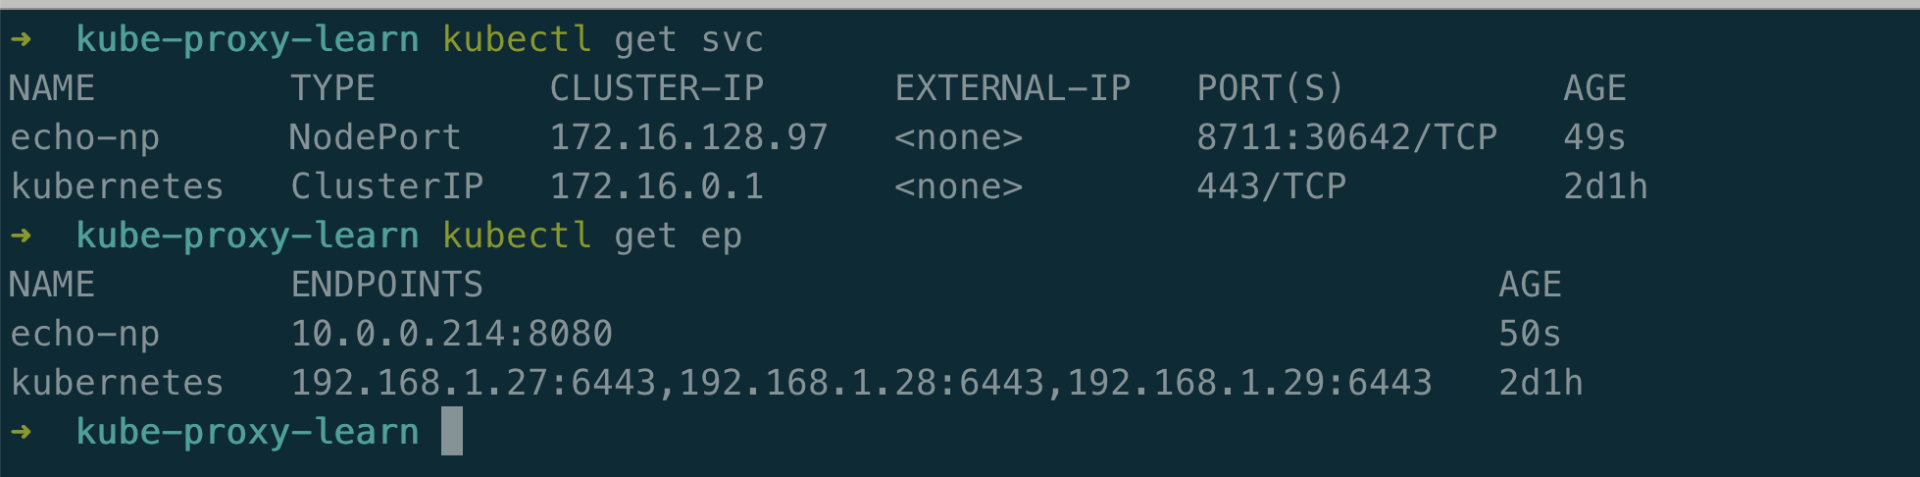 ➜  kube-proxy-learn kubectl get svc
NAME         TYPE        CLUSTER-IP      EXTERNAL-IP   PORT(S)          AGE
echo-np      NodePort    172.16.128.97   <none>        8711:30642/TCP   49s
kubernetes   ClusterIP   172.16.0.1      <none>        443/TCP          2d1h
➜  kube-proxy-learn kubectl get ep
NAME         ENDPOINTS                                               AGE
echo-np      10.0.0.214:8080                                         50s
kubernetes   192.168.1.27:6443,192.168.1.28:6443,192.168.1.29:6443   2d1h
➜  kube-proxy-learn